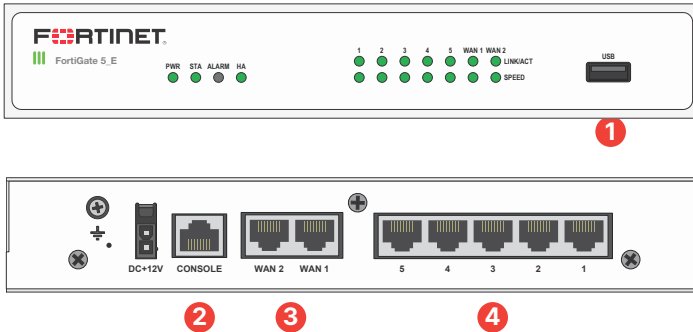 FORTINET
FortiGate 5_E
PWR STA ALARM HA
1 2 3 4 5 WAN 1 WAN 2
LINK/ACT
SPEED
USB
1
DC+12V CONSOLE WAN 2 WAN 1 5 4 3 2 1
2 3 4